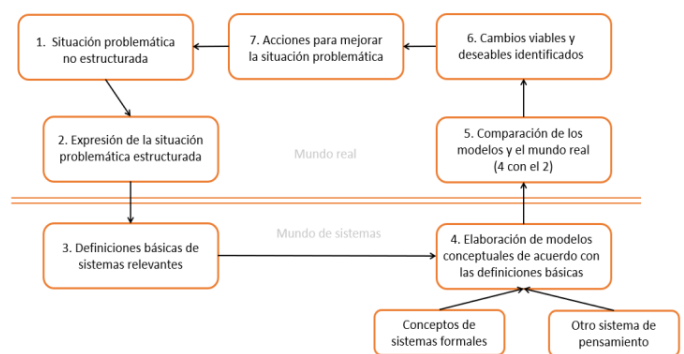 1. Situación problemática
no estructurada
7. Acciones para mejorar
la situación problemática
6. Cambios viables y
deseables identificados
2. Expresión de la situación
problemática estructurada
Mundo real
5. Comparación de los
modelos y el mundo real
(4 con el 2)
3. Definiciones básicas de
sistemas relevantes
Mundo de sistemas
4. Elaboración de modelos
conceptuales de acuerdo con
las definiciones básicas
Conceptos de
sistemas formales
Otro sistema de
pensamiento